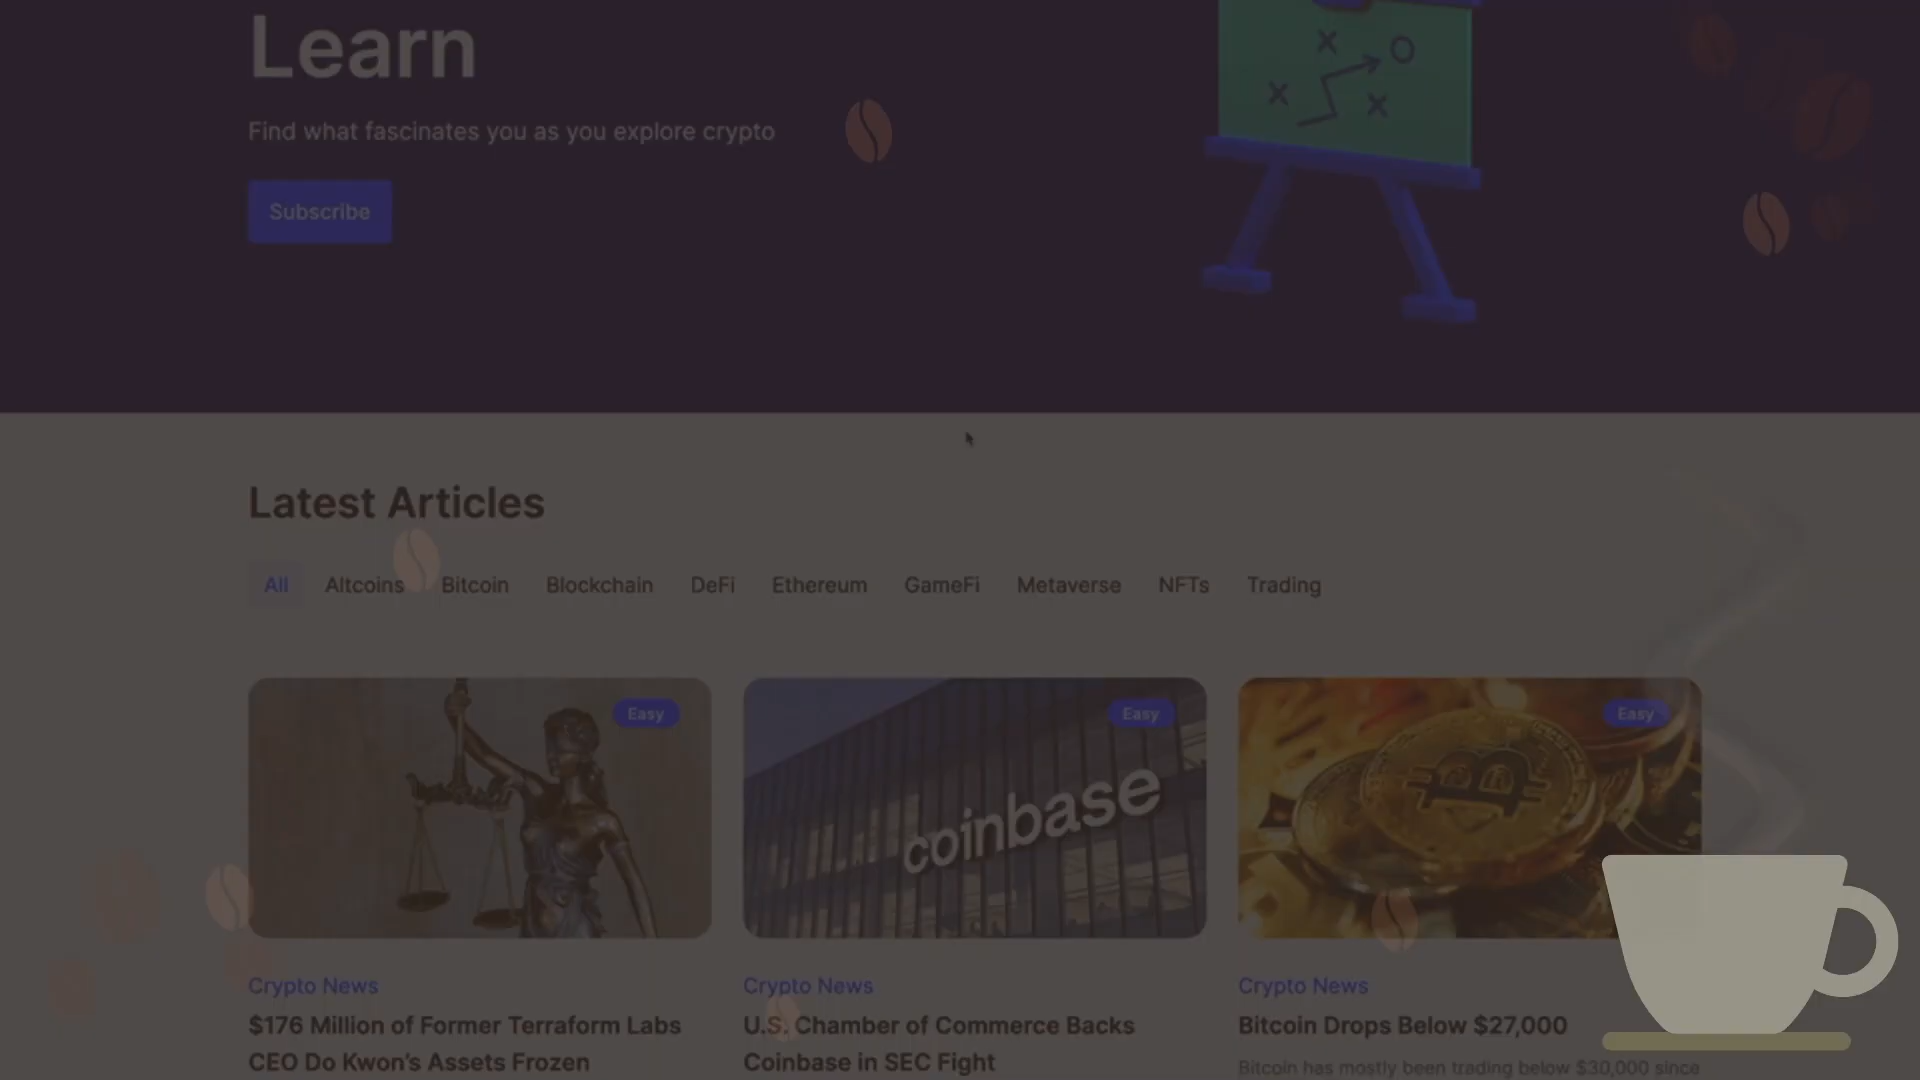 Learn
Find what fascinates you as you explore crypto
Subscribe
Latest Articles
All Altcoins Bitcoin Blockchain DeFi Ethereum GameFi Metaverse NFTs Trading
Easy Easy Easy
coinbase
Crypto News
$176 Million of Former Terraform Labs
CEO Do Kwon’s Assets Frozen
Crypto News
U.S. Chamber of Commerce Backs
Coinbase in SEC Fight
Crypto News
Bitcoin Drops Below $27,000
Bitcoin has mostly been trading below $30,000 since